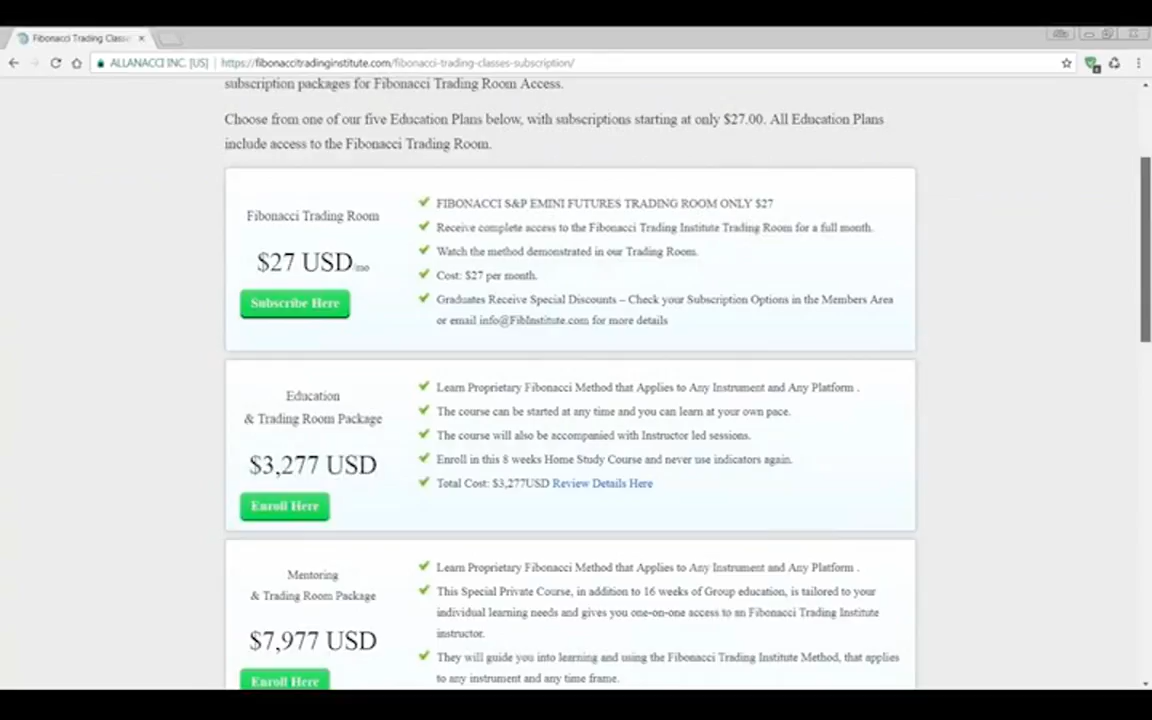 Fibonacci Trading Classe
ALLANACCI INC. [US] https://fibonaccitradinginstitute.com/fibonacci-trading-classes-subscription/
subscription packages for Fibonacci Trading Room Access.
Choose from one of our five Education Plans below, with subscriptions starting at only $27.00. All Education Plans
include access to the Fibonacci Trading Room.
Fibonacci Trading Room
$27 USD/mo
Subscribe Here
FIBONACCI S&P EMINI FUTURES TRADING ROOM ONLY $27
Receive complete access to the Fibonacci Trading Institute Trading Room for a full month.
Watch the method demonstrated in our Trading Room.
Cost: $27 per month.
Graduates Receive Special Discounts – Check your Subscription Options in the Members Area
or email info@FibInstitute.com for more details
Education
& Trading Room Package
$3,277 USD
Enroll Here
Learn Proprietary Fibonacci Method that Applies to Any Instrument and Any Platform .
The course can be started at any time and you can learn at your own pace.
The course will also be accompanied with Instructor led sessions.
Enroll in this 8 weeks Home Study Course and never use indicators again.
Total Cost: $3,277USD Review Details Here
Mentoring
& Trading Room Package
$7,977 USD
Enroll Here
Learn Proprietary Fibonacci Method that Applies to Any Instrument and Any Platform .
This Special Private Course, in addition to 16 weeks of Group education, is tailored to your
individual learning needs and gives you one-on-one access to an Fibonacci Trading Institute
instructor.
They will guide you into learning and using the Fibonacci Trading Institute Method, that applies
to any instrument and any time frame.